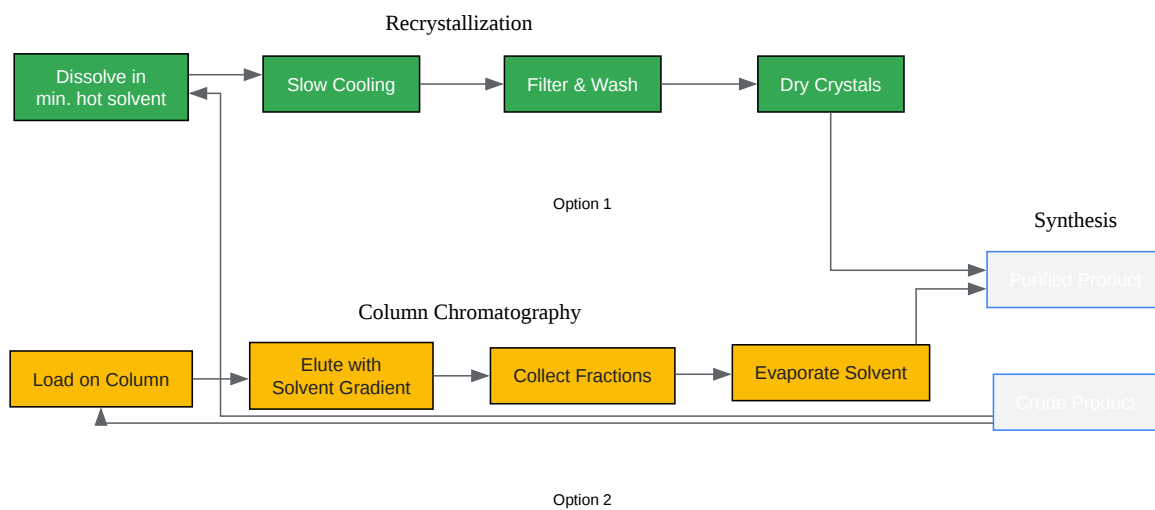 Recrystallization
Dissolve in
min. hot solvent
Slow Cooling
Filter & Wash
Dry Crystals
Option 1
Synthesis
Purified Product
Column Chromatography
Load on Column
Elute with
Solvent Gradient
Collect Fractions
Evaporate Solvent
Crude Product
Option 2